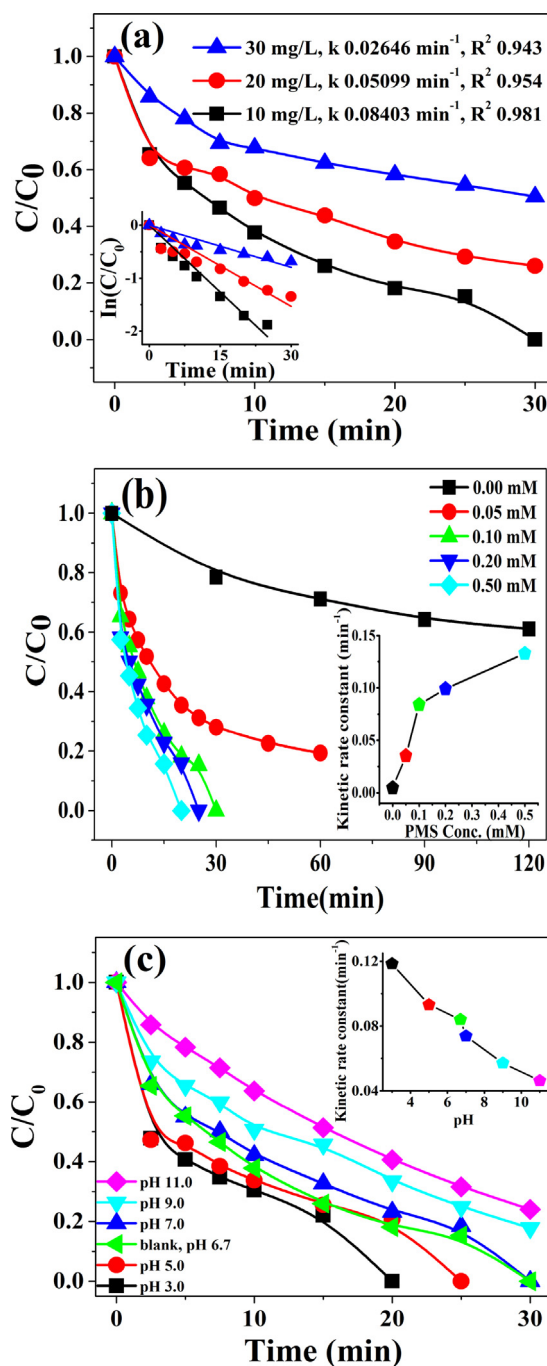 (a)
30 mg/L, k 0.02646 min⁻¹, R² 0.943
20 mg/L, k 0.05099 min⁻¹, R² 0.954
10 mg/L, k 0.08403 min⁻¹, R² 0.981
C/C0
1.0
0.8
0.6
0.4
0.2
0.0
In(C/C₀)
0
-1
-2
0 15 30
Time (min)
0 5 10 15 20 25 30
Time (min)
(b)
0.00 mM
0.05 mM
0.10 mM
0.20 mM
0.50 mM
C/C0
1.0
0.8
0.6
0.4
0.2
0.0
Kinetic rate constant (min⁻¹)
0.15
0.10
0.05
0.00
0.0 0.1 0.2 0.3 0.4 0.5
PMS Conc. (mM)
0 30 60 90 120
Time(min)
(c)
C/C₀
1.0
0.8
0.6
0.4
0.2
0.0
Kinetic rate constant(min⁻¹)
0.12
0.08
0.04
4 6 8 10
pH
pH 11.0
pH 9.0
pH 7.0
blank, pH 6.7
pH 5.0
pH 3.0
0 5 10 15 20 25 30
Time (min)